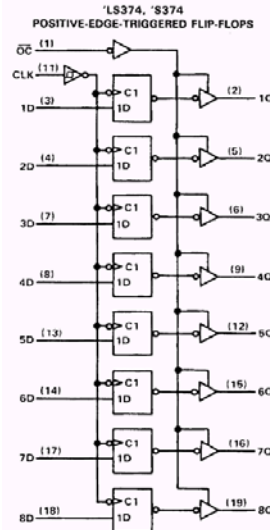 'LS374, 'S374
POSITIVE-EDGE-TRIGGERED FLIP-FLOPS
OC (1)
CLK (11)
C1 (2) 1Q
1D (3) 1D
C1 (5) 2Q
2D (4) 1D
C1 (6) 3Q
3D (7) 1D
C1 (9) 4Q
4D (8) 1D
C1 (12) 5Q
5D (13) 1D
C1 (15) 6Q
6D (14) 1D
C1 (16) 7Q
7D (17) 1D
C1 (19) 8Q
8D (18) 1D